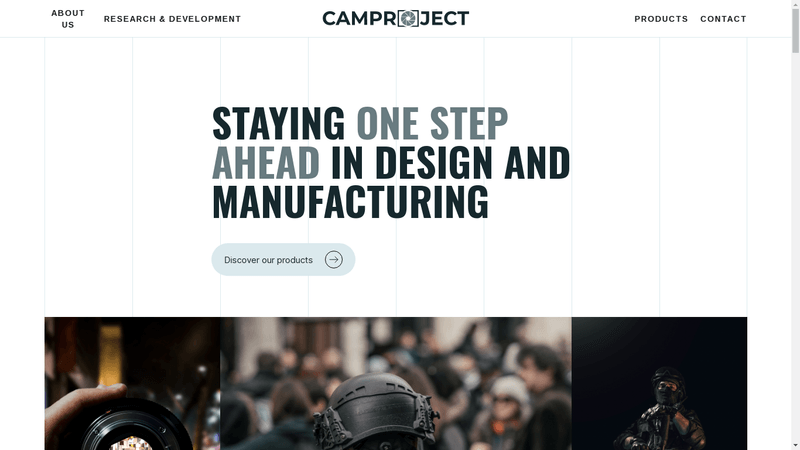 ABOUT
US
RESEARCH & DEVELOPMENT
CAMPROJECT
PRODUCTS
CONTACT
STAYING ONE STEP
AHEAD IN DESIGN AND
MANUFACTURING
Discover our products